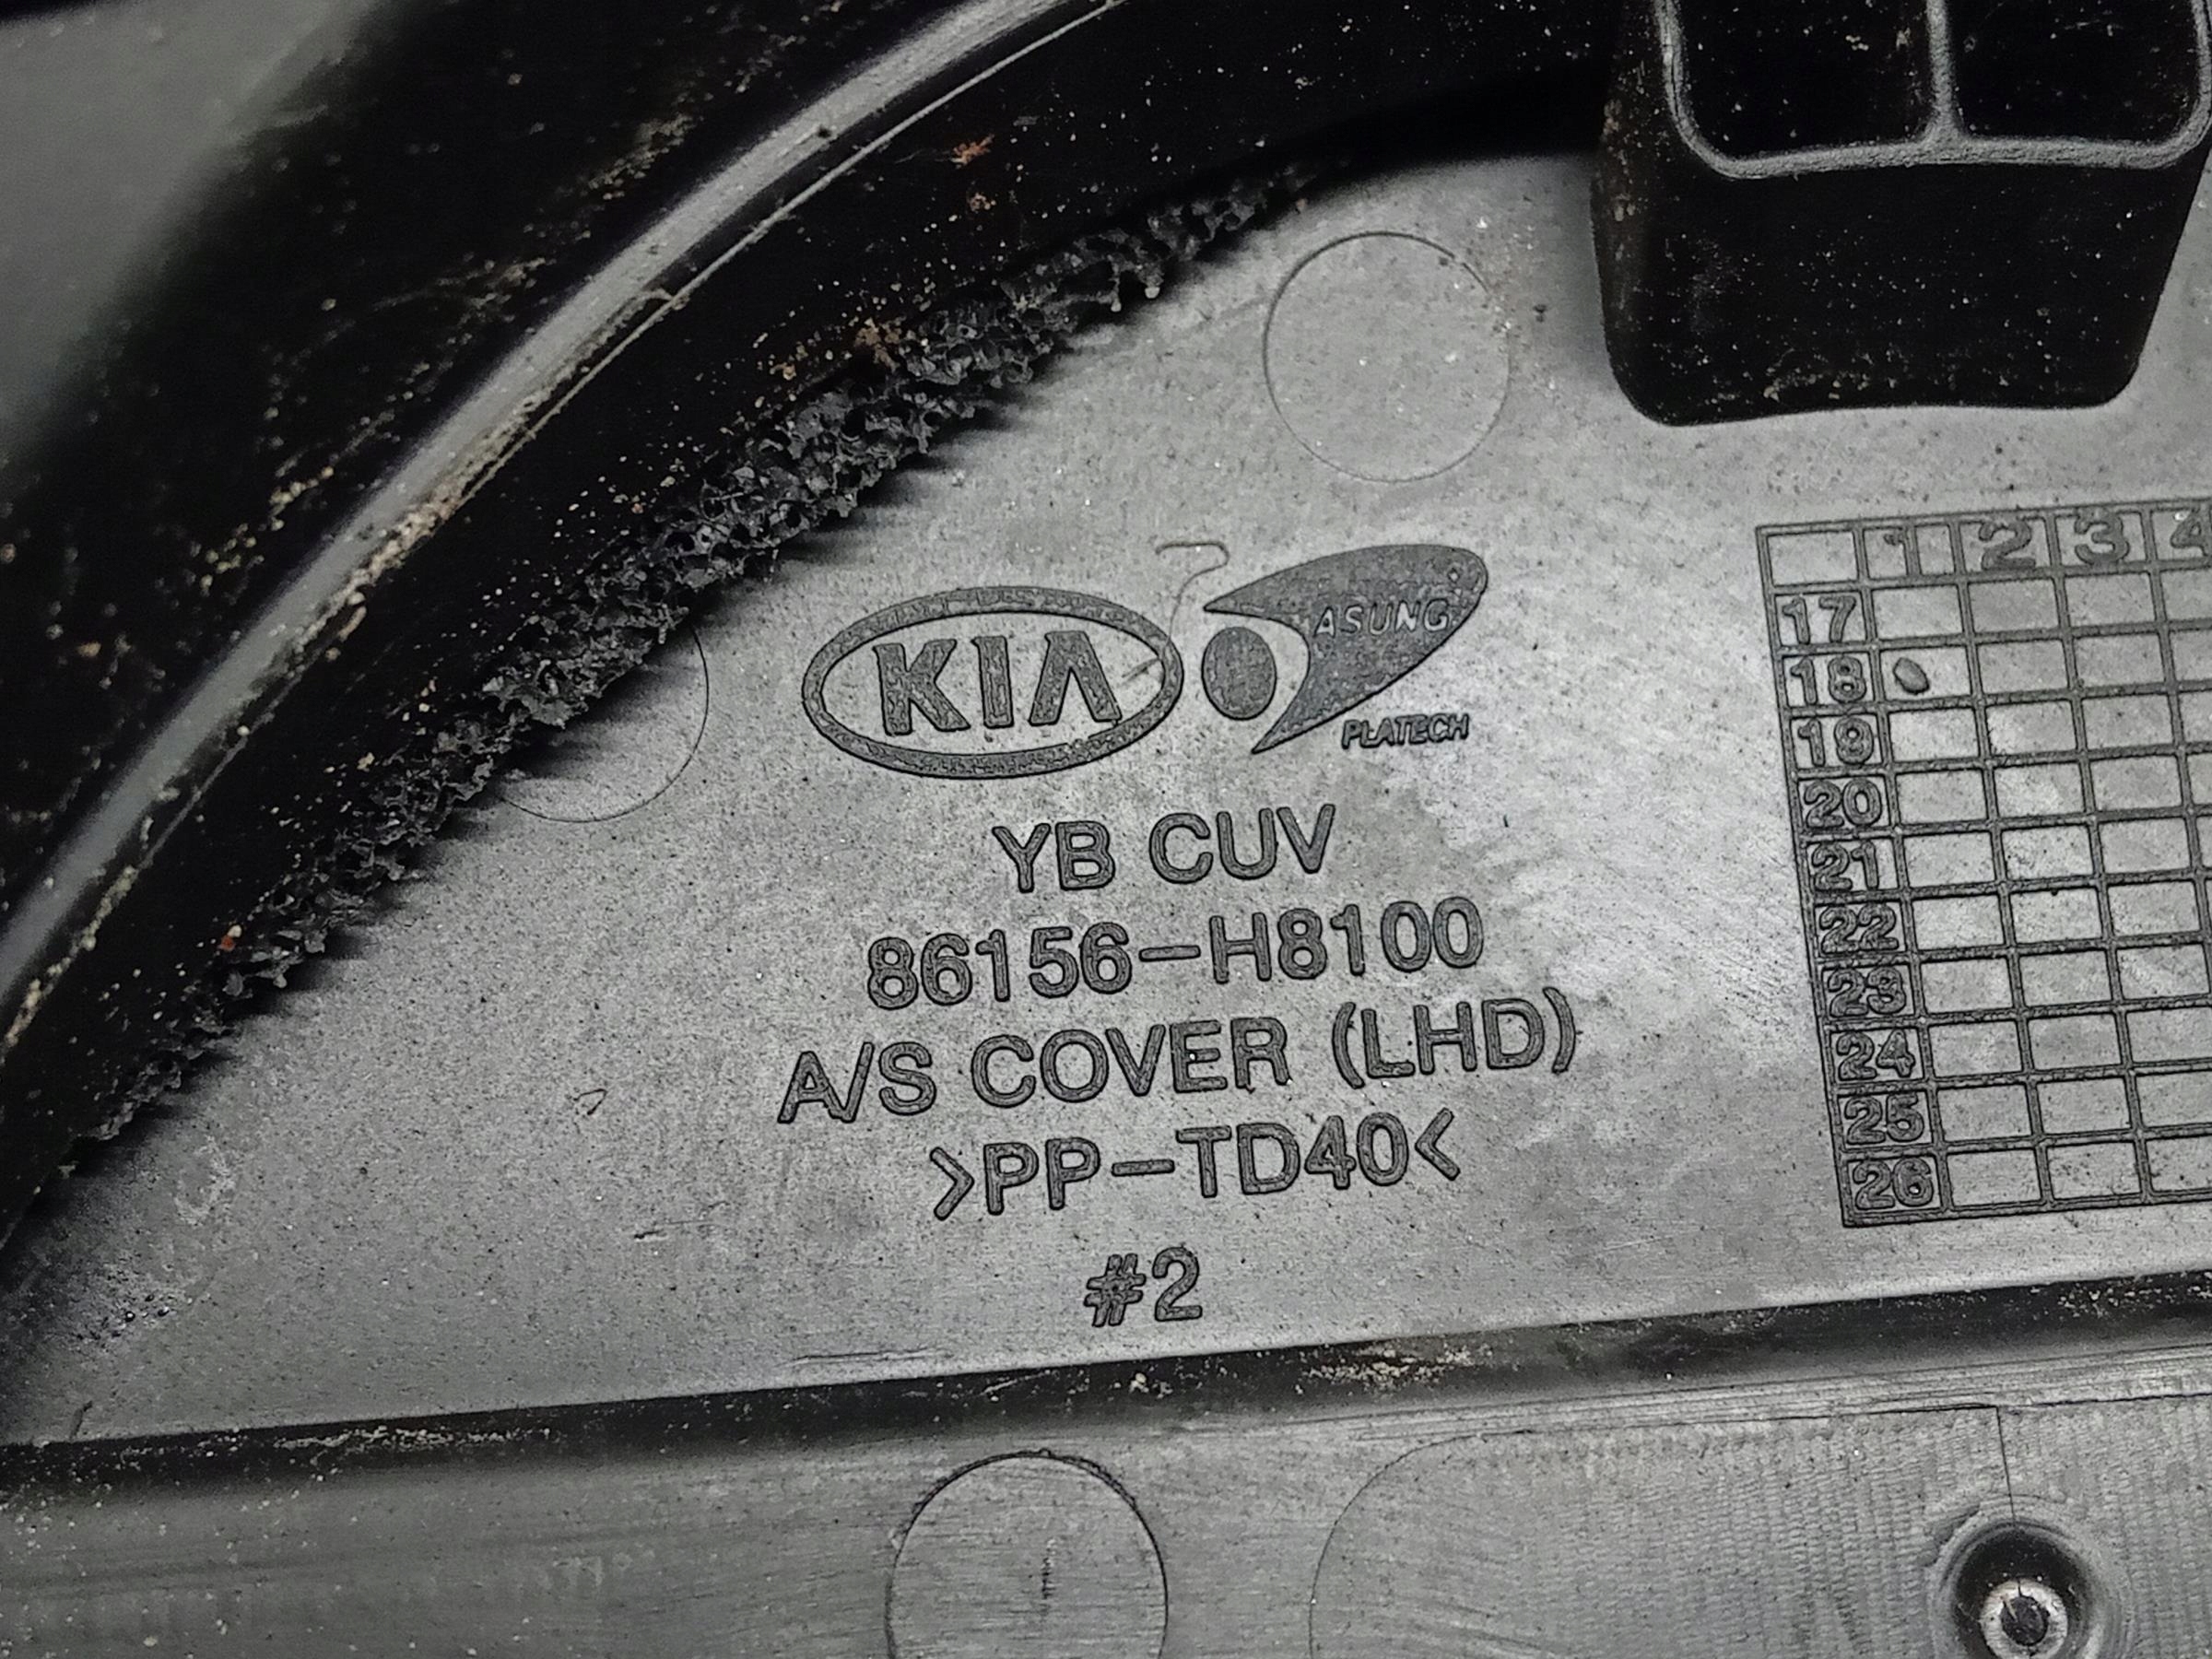 KIA
ASUNG
PLATECH
YB CUV
86156-H8100
A/S COVER (LHD)
>PP-TD40<
#2
1 2 3 4
17
18
19
20
21
22
23
24
25
26